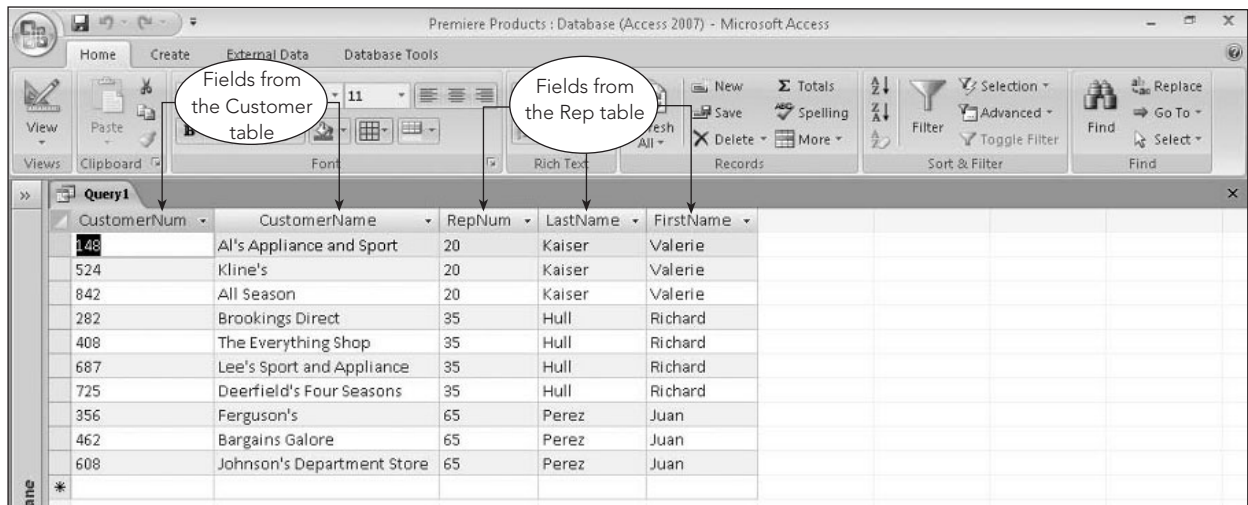 Premiere Products : Database (Access 2007) - Microsoft Access
Home Create External Data Database Tools
View
Views
Paste
Clipboard
Fields from
the Customer
table
11
B
Font
Fields from
the Rep table
Rich Text
All
New Σ Totals
Save Spelling
Delete More
Records
Filter
Selection
Advanced
Toggle Filter
Sort & Filter
Find
Replace
Go To
Select
Find
Query1
CustomerNum CustomerName RepNum LastName FirstName
148 Al's Appliance and Sport 20 Kaiser Valerie
524 Kline's 20 Kaiser Valerie
842 All Season 20 Kaiser Valerie
282 Brookings Direct 35 Hull Richard
408 The Everything Shop 35 Hull Richard
687 Lee's Sport and Appliance 35 Hull Richard
725 Deerfield's Four Seasons 35 Hull Richard
356 Ferguson's 65 Perez Juan
462 Bargains Galore 65 Perez Juan
608 Johnson's Department Store 65 Perez Juan